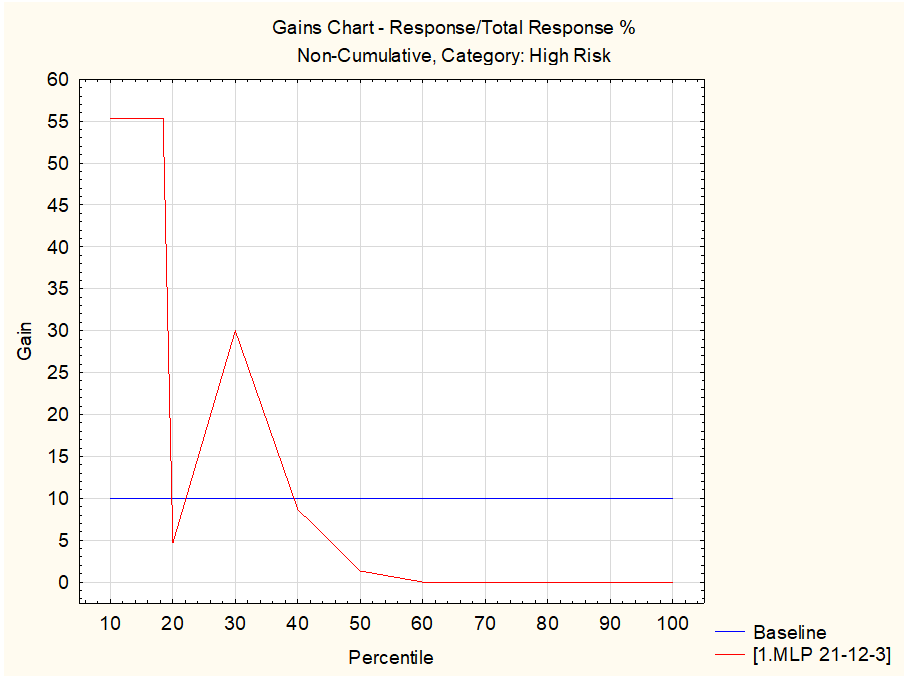 Gains Chart - Response/Total Response %
Non-Cumulative, Category: High Risk
60
55
50
45
40
35
30
25
20
15
10
5
0
Gain
10 20 30 40 50 60 70 80 90 100
Percentile
Baseline
[1.MLP 21-12-3]